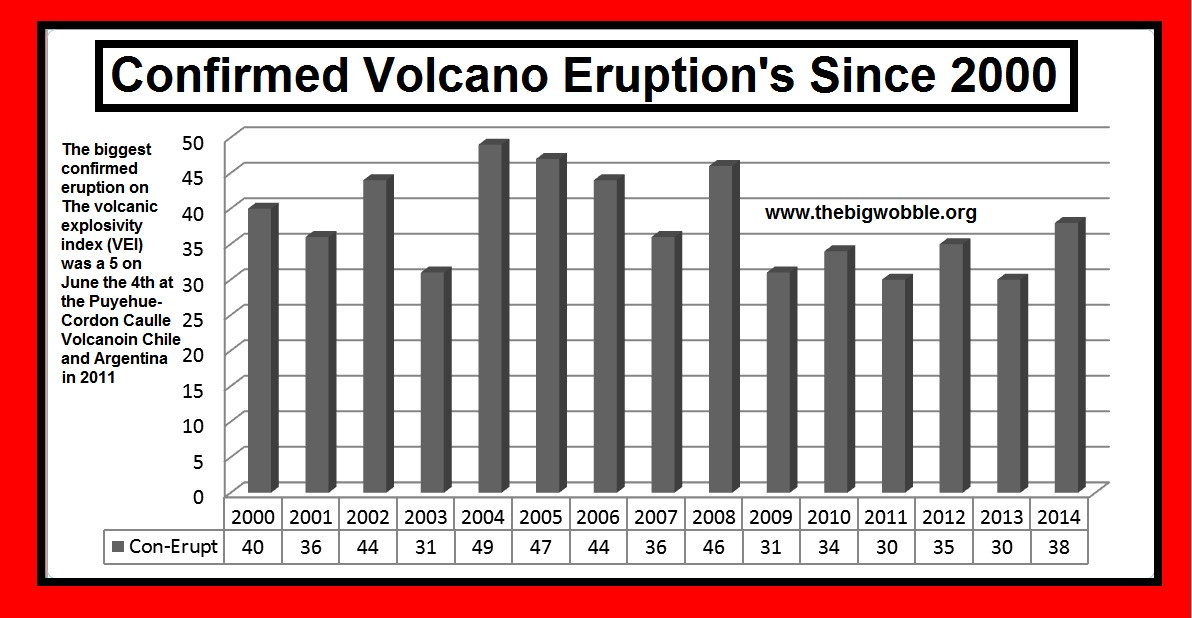 Confirmed Volcano Eruption's Since 2000
The biggest
confirmed
eruption on
The volcanic
explosivity
index (VEI)
was a 5 on
June the 4th at
the Puyehue-
Cordon Caulle
Volcanoin Chile
and Argentina
in 2011
50
45
40
35
30
25
20
15
10
5
0
www.thebigwobble.org
2000 2001 2002 2003 2004 2005 2006 2007 2008 2009 2010 2011 2012 2013 2014
Con-Erupt 40 36 44 31 49 47 44 36 46 31 34 30 35 30 38